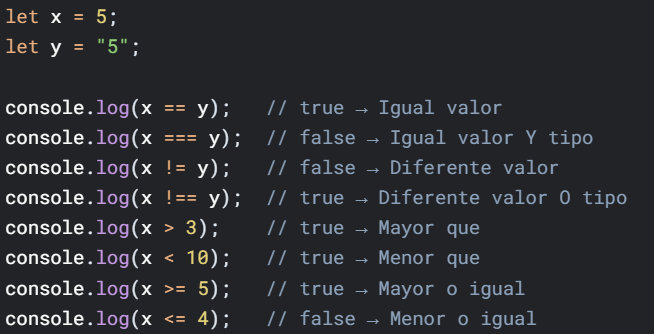 let x = 5;
let y = "5";
console.log(x == y);   // true → Igual valor
console.log(x === y);  // false → Igual valor Y tipo
console.log(x != y);   // false → Diferente valor
console.log(x !== y);  // true → Diferente valor O tipo
console.log(x > 3);    // true → Mayor que
console.log(x < 10);   // true → Menor que
console.log(x >= 5);   // true → Mayor o igual
console.log(x <= 4);   // false → Menor o igual